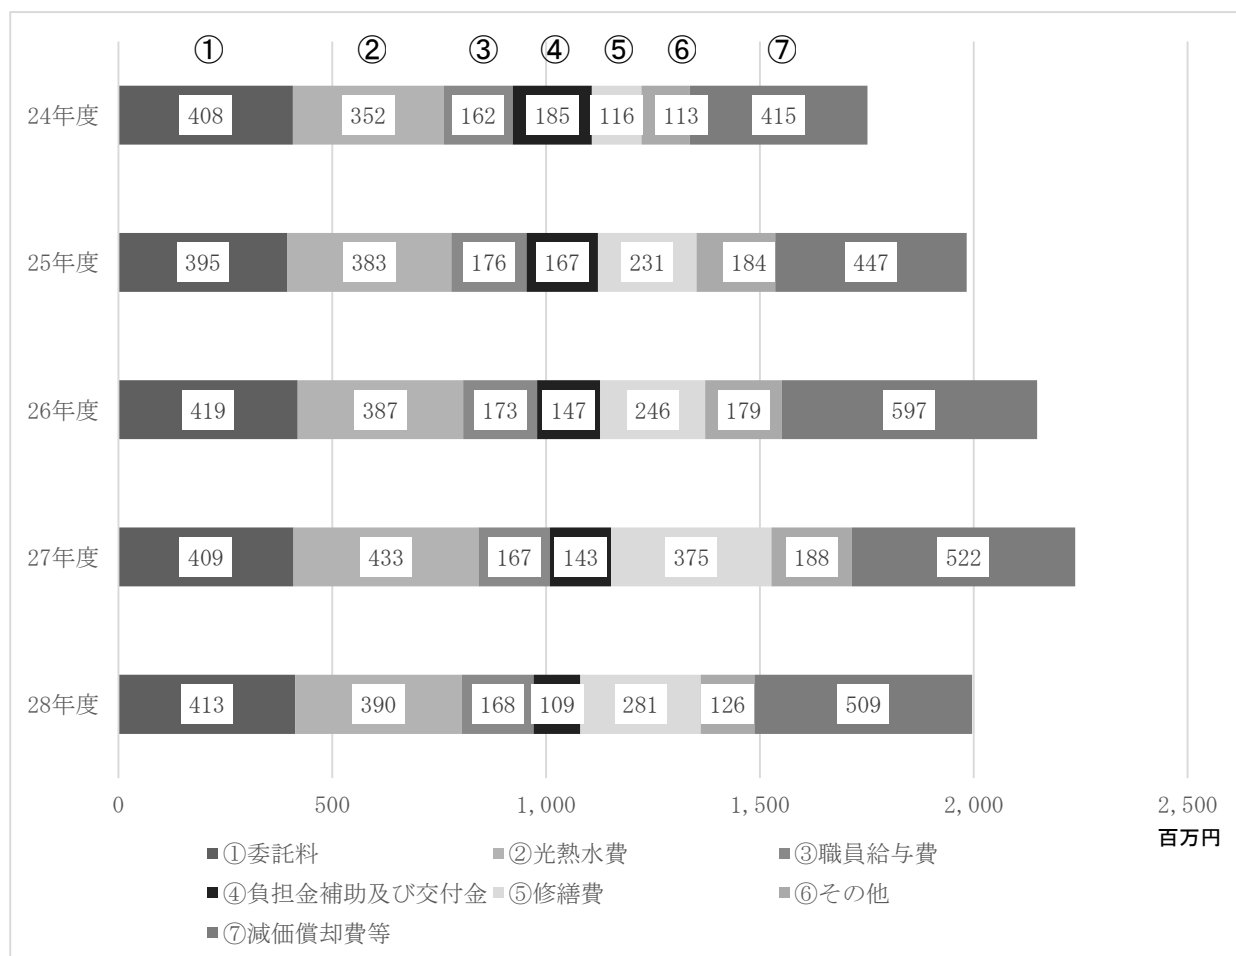 ① ② ③ ④ ⑤ ⑥ ⑦
24年度 408 352 162 185 116 113 415
25年度 395 383 176 167 231 184 447
26年度 419 387 173 147 246 179 597
27年度 409 433 167 143 375 188 522
28年度 413 390 168 109 281 126 509
0 500 1,000 1,500 2,000 2,500
百万円
①委託料 ②光熱水費 ③職員給与費
④負担金補助及び交付金 ⑤修繕費 ⑥その他
⑦減価償却費等